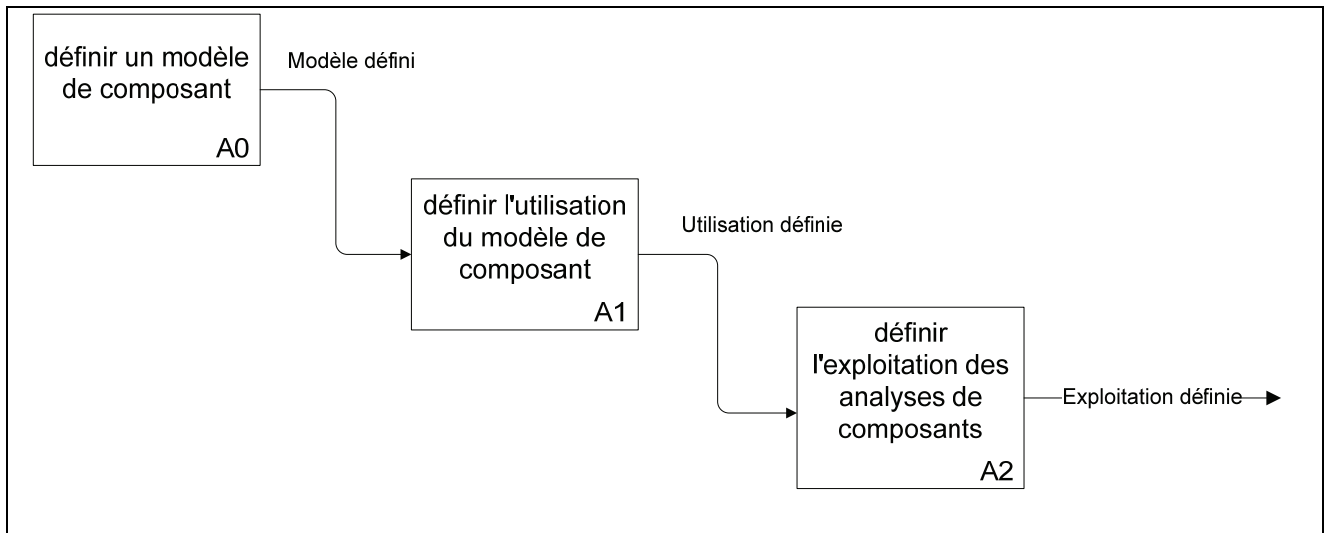 définir un modèle
de composant
A0
Modèle défini
définir l'utilisation
du modèle de
composant
A1
Utilisation définie
définir
l'exploitation des
analyses de
composants
A2
Exploitation définie